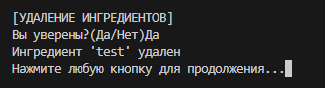 [УДАЛЕНИЕ ИНГРЕДИЕНТОВ]
Вы уверены?(Да/Нет)Да
Ингредиент 'test' удален
Нажмите любую кнопку для продолжения...